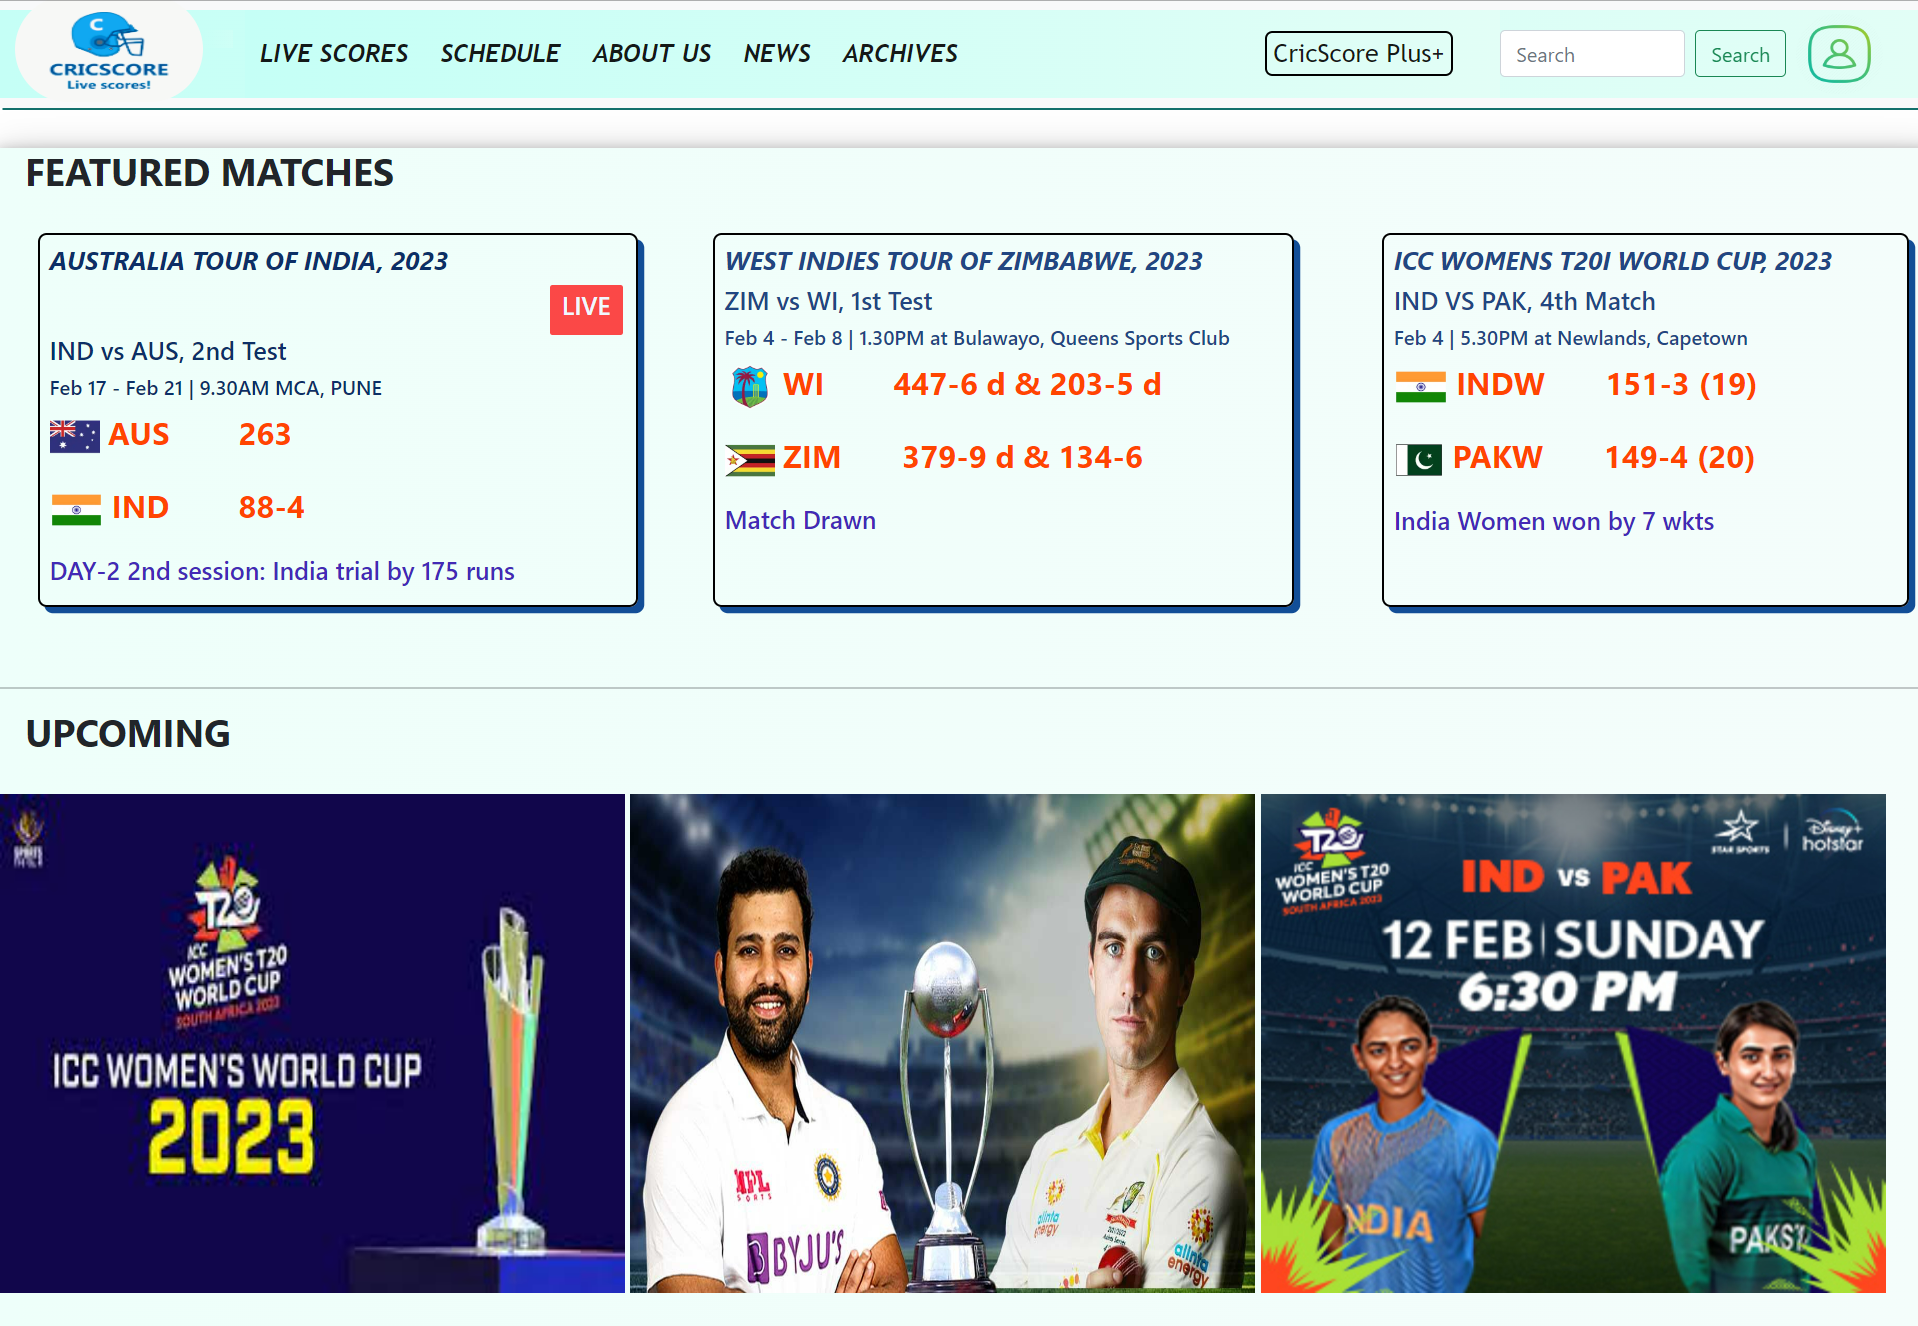 C
CRICSCORE
Live scores!
LIVE SCORES SCHEDULE ABOUT US NEWS ARCHIVES
CricScore Plus+
Search
Search
FEATURED MATCHES
AUSTRALIA TOUR OF INDIA, 2023
LIVE
IND vs AUS, 2nd Test
Feb 17 - Feb 21 | 9.30AM MCA, PUNE
AUS 263
IND 88-4
DAY-2 2nd session: India trial by 175 runs
WEST INDIES TOUR OF ZIMBABWE, 2023
ZIM vs WI, 1st Test
Feb 4 - Feb 8 | 1.30PM at Bulawayo, Queens Sports Club
WI 447-6 d & 203-5 d
ZIM 379-9 d & 134-6
Match Drawn
ICC WOMENS T20I WORLD CUP, 2023
IND VS PAK, 4th Match
Feb 4 | 5.30PM at Newlands, Capetown
INDW 151-3 (19)
PAKW 149-4 (20)
India Women won by 7 wkts
UPCOMING
T20
ICC
WOMEN'S T20
WORLD CUP
SOUTH AFRICA 2023
ICC WOMEN'S WORLD CUP
2023
MPL
SPORTS
BYJU'S
alinta
energy
alinta
energy
T20
ICC
WOMEN'S T20
WORLD CUP
SOUTH AFRICA 2023
STAR SPORTS
Disney+
hotstar
IND vs PAK
12 FEB | SUNDAY
6:30 PM
INDIA
PAKST